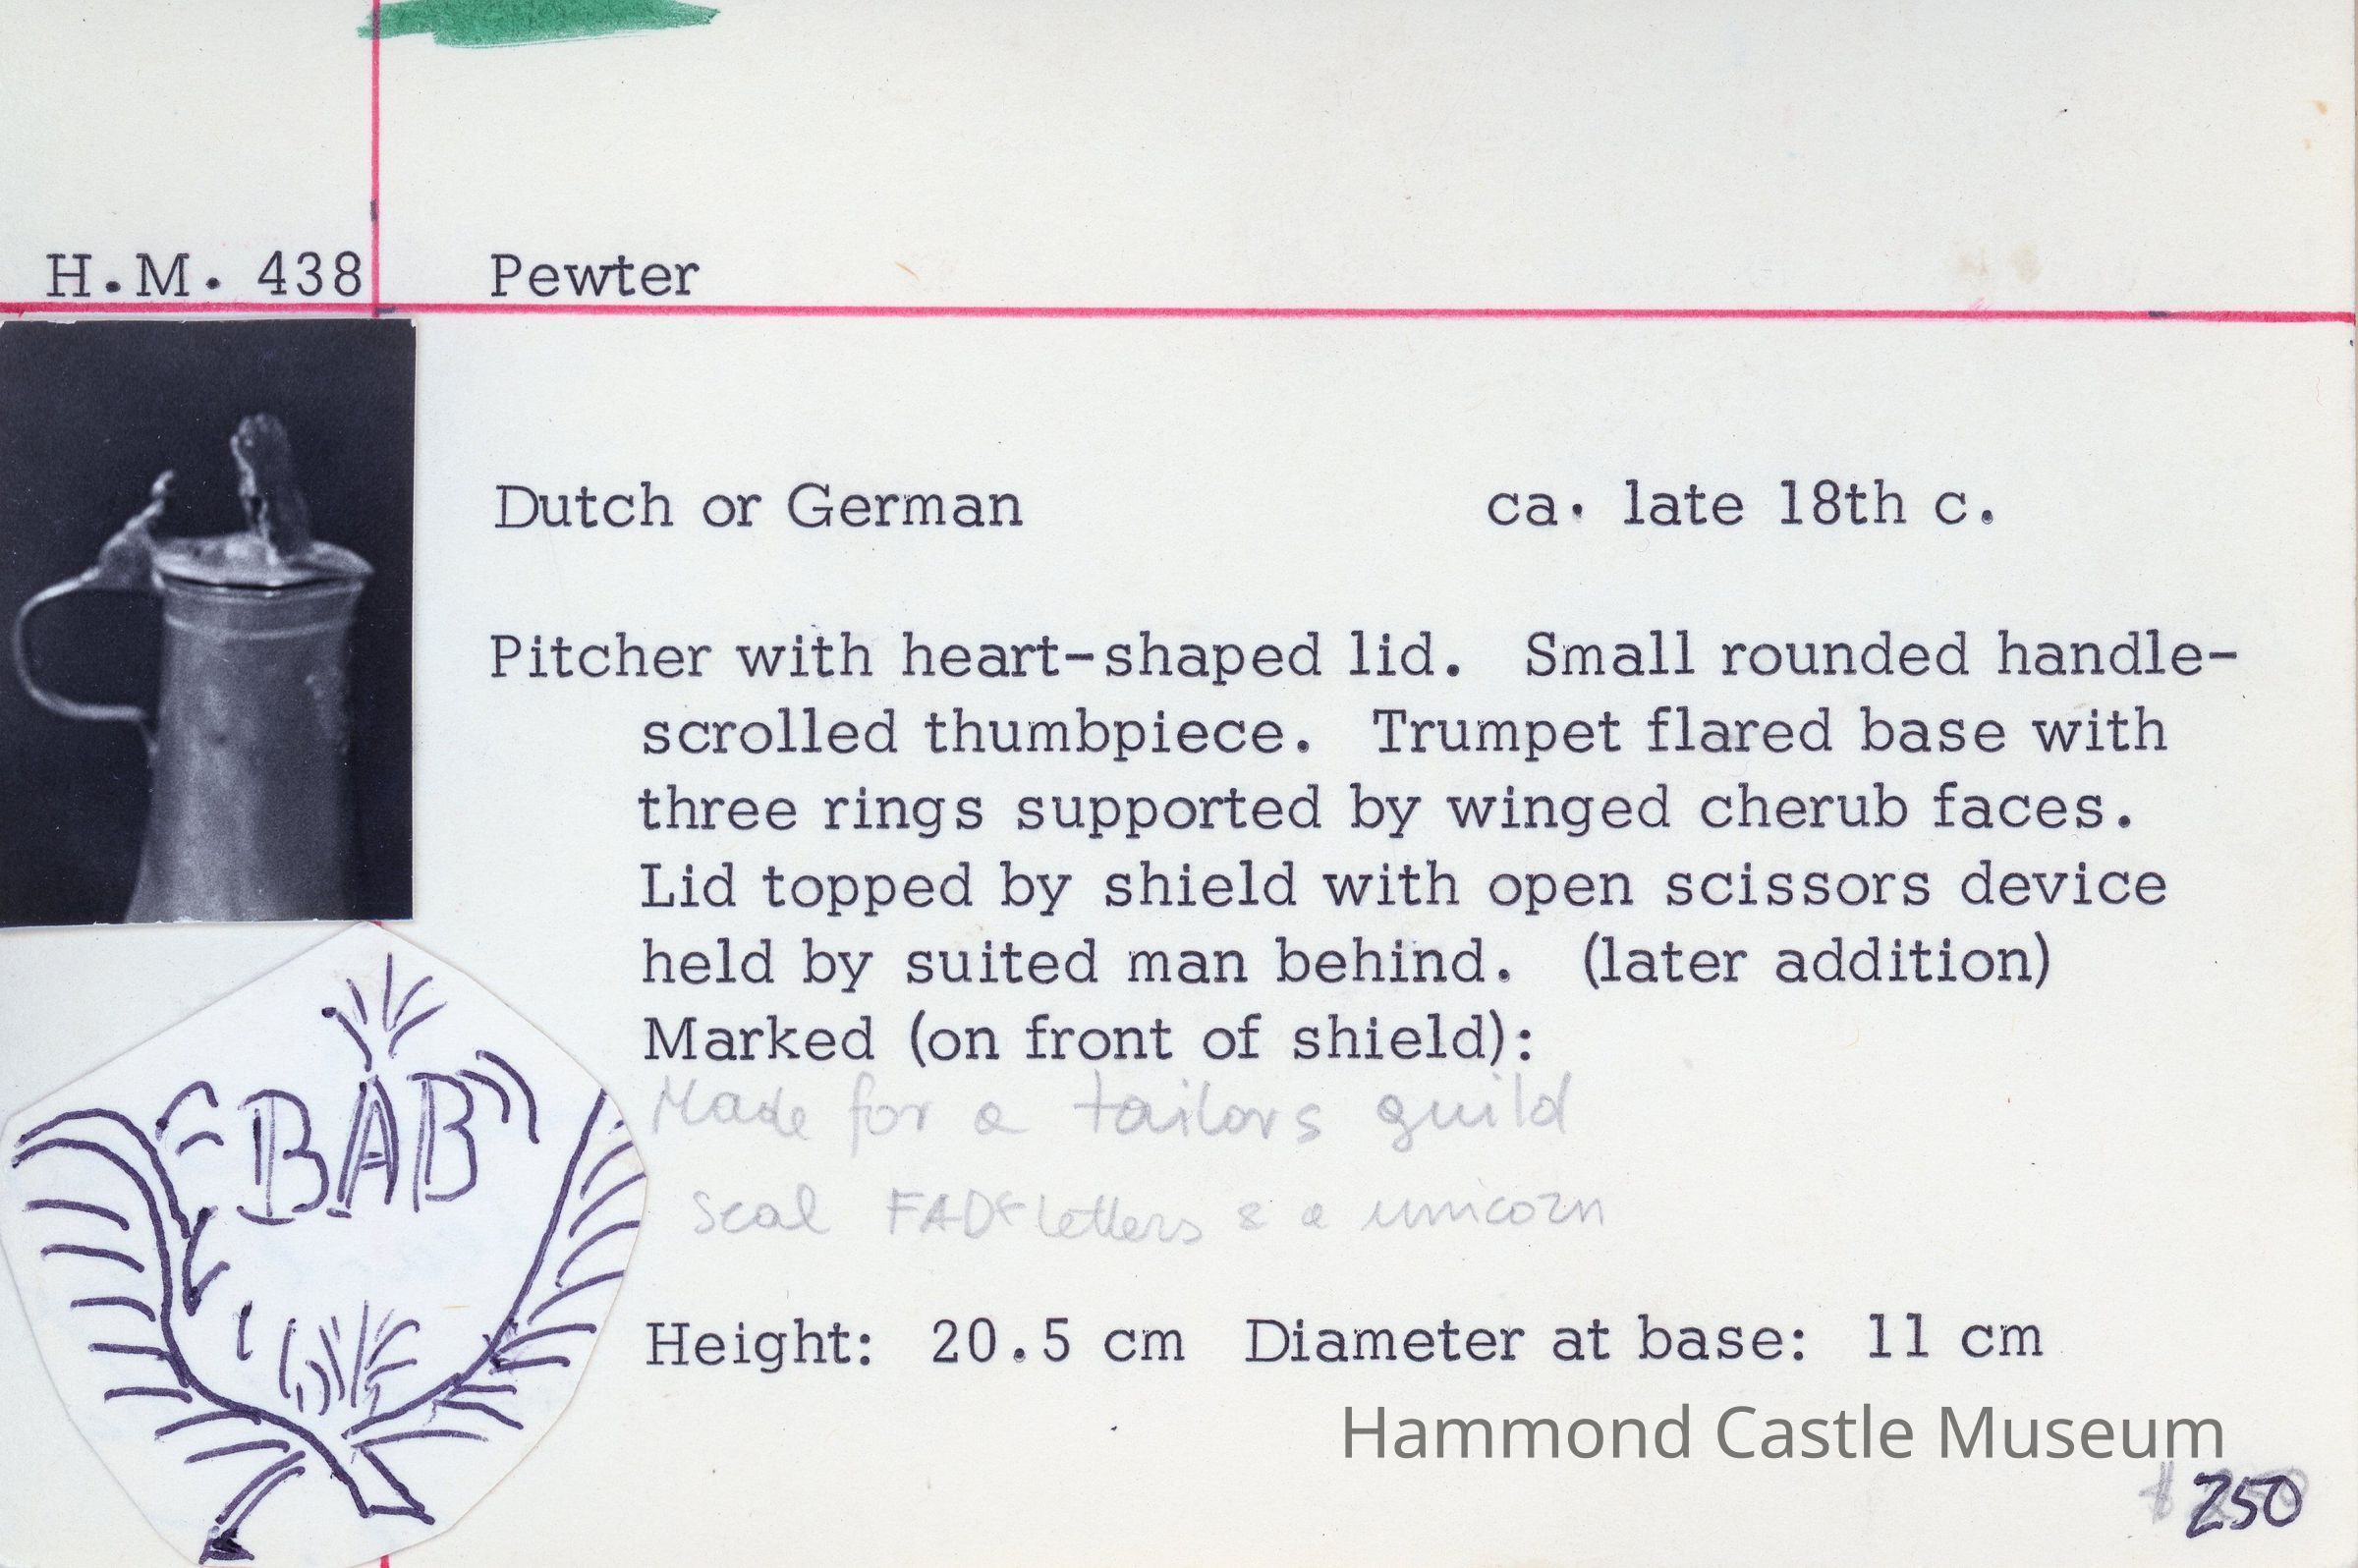 H.M. 438 Pewter
Dutch or German ca. late 18th c.
Pitcher with heart-shaped lid. Small rounded handle-
scrolled thumbpiece. Trumpet flared base with
three rings supported by winged cherub faces.
Lid topped by shield with open scissors device
held by suited man behind. (later addition)
Marked (on front of shield):
Made for a tailors guild
seal FAD letters & a unicorn
BAB
Height: 20.5 cm Diameter at base: 11 cm
Hammond Castle Museum
250